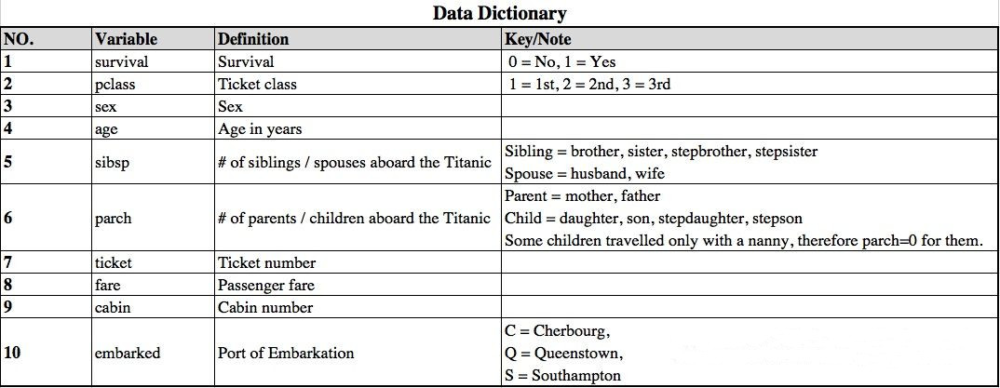 Data Dictionary
NO. Variable Definition Key/Note
1 survival Survival 0 = No, 1 = Yes
2 pclass Ticket class 1 = 1st, 2 = 2nd, 3 = 3rd
3 sex Sex
4 age Age in years
5 sibsp # of siblings / spouses aboard the Titanic Sibling = brother, sister, stepbrother, stepsister
Spouse = husband, wife
6 parch # of parents / children aboard the Titanic Parent = mother, father
Child = daughter, son, stepdaughter, stepson
Some children travelled only with a nanny, therefore parch=0 for them.
7 ticket Ticket number
8 fare Passenger fare
9 cabin Cabin number
10 embarked Port of Embarkation C = Cherbourg,
Q = Queenstown,
S = Southampton